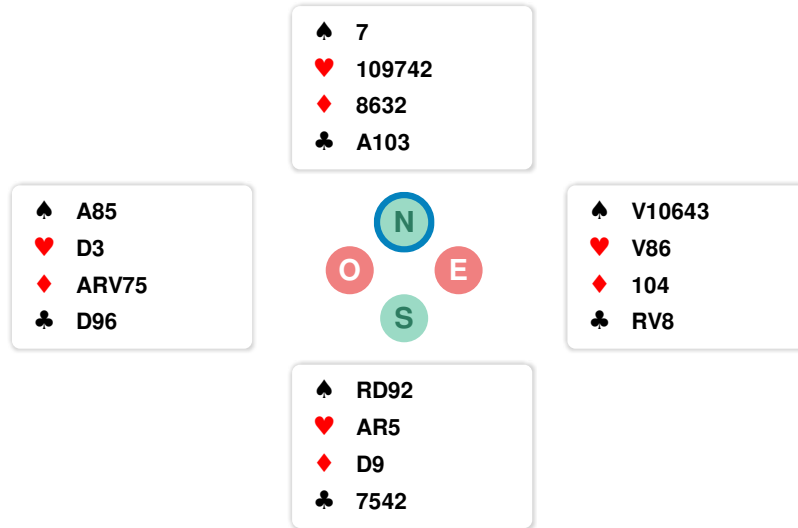 ♠ 7
♥ 109742
♦ 8632
♣ A103
♠ A85
♥ D3
♦ ARV75
♣ D96
N
O
E
S
♠ V10643
♥ V86
♦ 104
♣ RV8
♠ RD92
♥ AR5
♦ D9
♣ 7542